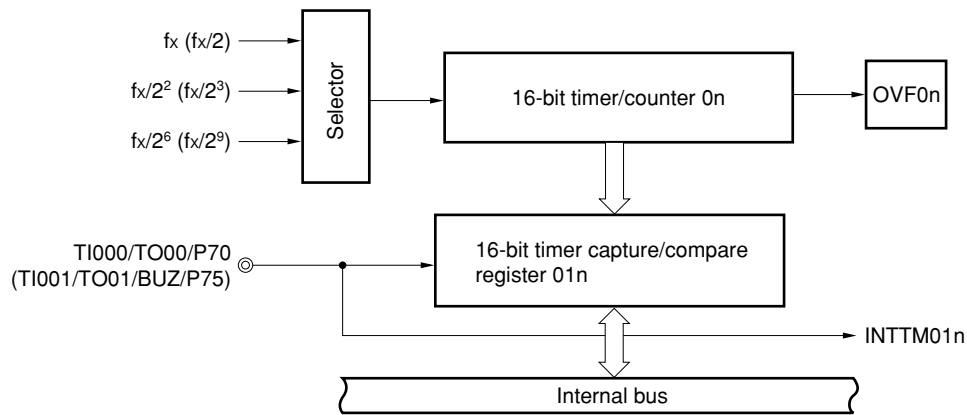 fx (fx/2)
fx/2² (fx/2³)
fx/2⁶ (fx/2⁹)
Selector
16-bit timer/counter 0n
OVF0n
TI000/TO00/P70
(TI001/TO01/BUZ/P75)
16-bit timer capture/compare
register 01n
INTTM01n
Internal bus